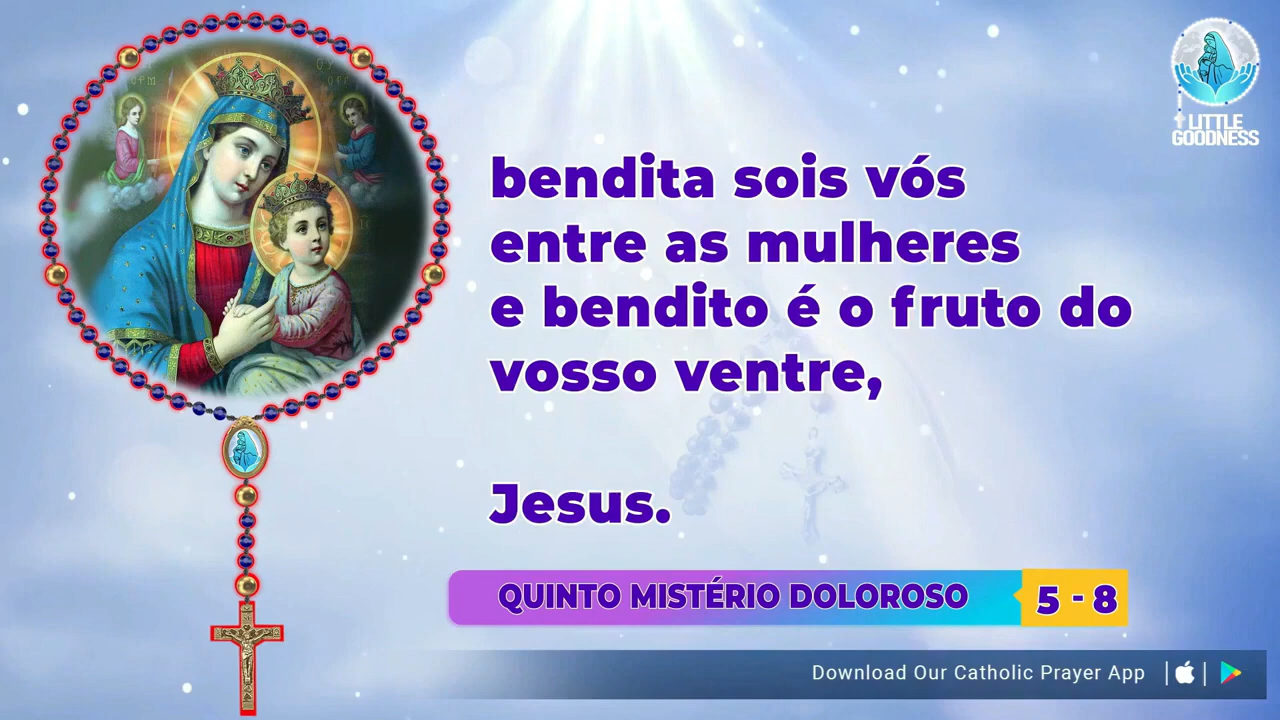 LITTLE
GOODNESS
bendita sois vós
entre as mulheres
e bendito é o fruto do
vosso ventre,
Jesus.
QUINTO MISTÉRIO DOLOROSO
5 - 8
Download Our Catholic Prayer App